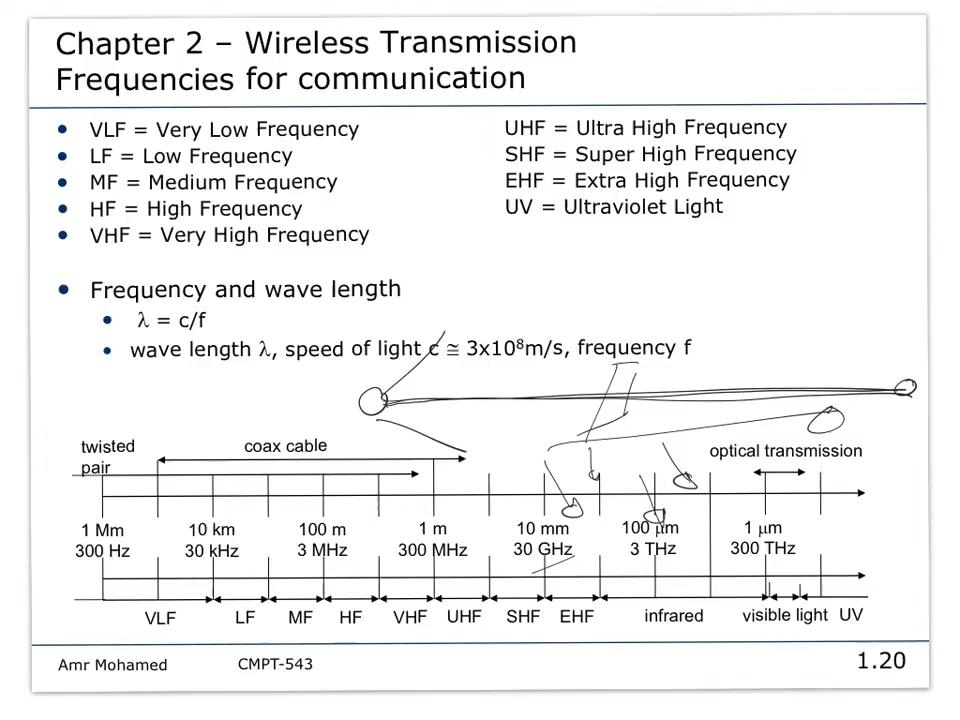 Chapter 2 – Wireless Transmission
Frequencies for communication
• VLF = Very Low Frequency
• LF = Low Frequency
• MF = Medium Frequency
• HF = High Frequency
• VHF = Very High Frequency
UHF = Ultra High Frequency
SHF = Super High Frequency
EHF = Extra High Frequency
UV = Ultraviolet Light
• Frequency and wave length
• λ = c/f
• wave length λ, speed of light c ≅ 3x10⁸m/s, frequency f
twisted
pair
coax cable
optical transmission
1 Mm 10 km 100 m 1 m 10 mm 100 μm 1 μm
300 Hz 30 kHz 3 MHz 300 MHz 30 GHz 3 THz 300 THz
VLF LF MF HF VHF UHF SHF EHF infrared visible light UV
Amr Mohamed CMPT-543 1.20